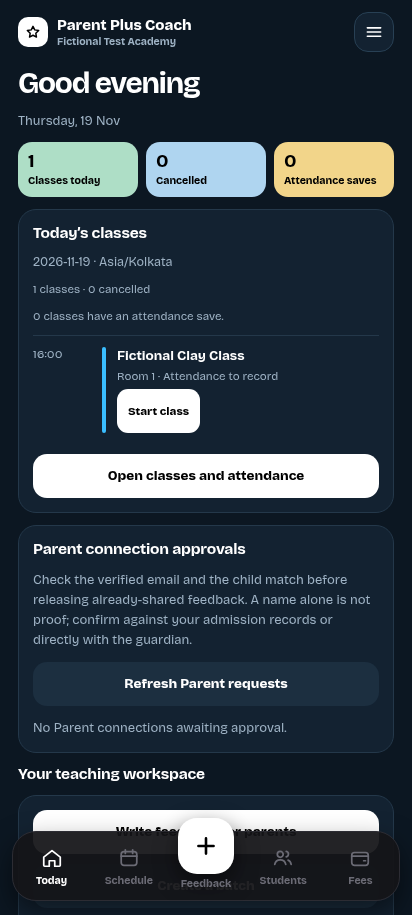 Parent Plus Coach
Fictional Test Academy
Good evening
Thursday, 19 Nov
1
Classes today
0
Cancelled
0
Attendance saves
Today's classes
2026-11-19 · Asia/Kolkata
1 classes · 0 cancelled
0 classes have an attendance save.
16:00
Fictional Clay Class
Room 1 · Attendance to record
Start class
Open classes and attendance
Parent connection approvals
Check the verified email and the child match before
releasing already-shared feedback. A name alone is not
proof; confirm against your admission records or
directly with the guardian.
Refresh Parent requests
No Parent connections awaiting approval.
Your teaching workspace
Write parents
Today
Schedule
Feedback
Students
Fees